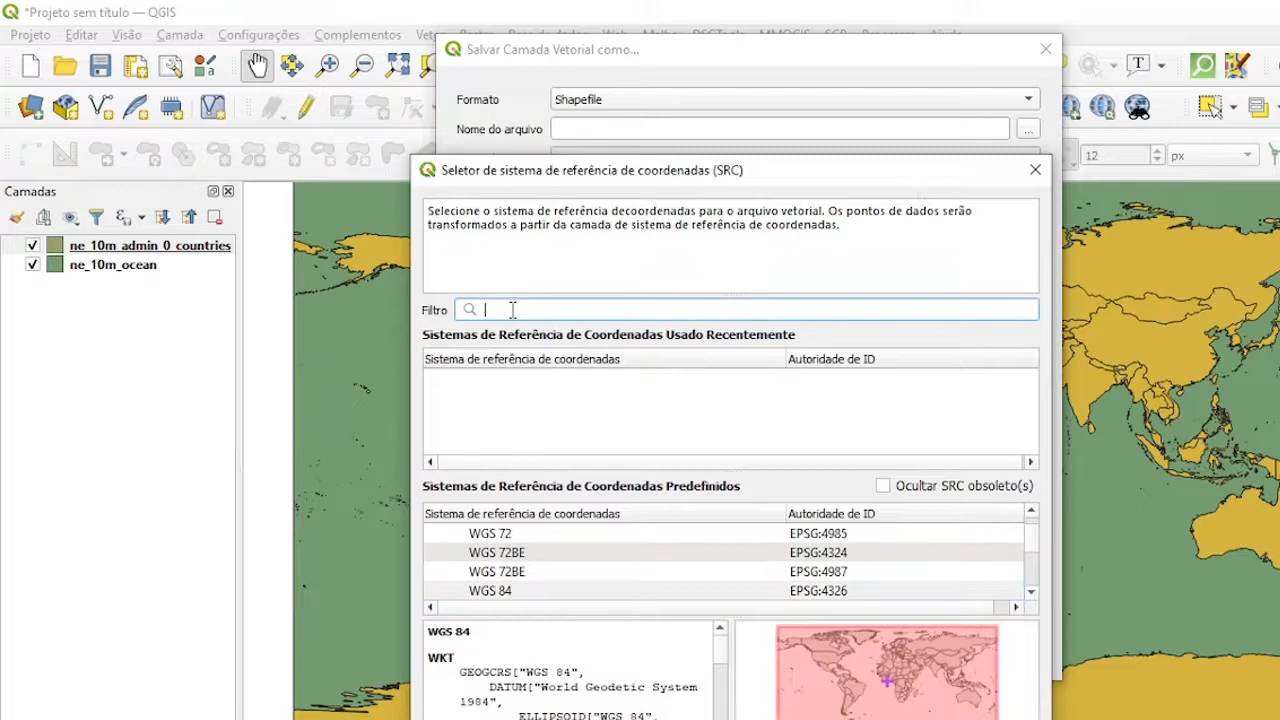 *Projeto sem título — QGIS
Projeto Editar Visão Camada Configurações Complementos
Salvar Camada Vetorial como...
Formato Shapefile
Nome do arquivo ...
12 px
Seletor de sistema de referência de coordenadas (SRC)
Camadas
Selecione o sistema de referência decoordenadas para o arquivo vetorial. Os pontos de dados serão
transformados a partir da camada de sistema de referência de coordenadas.
ne_10m_admin_0_countries
ne_10m_ocean
Filtro
Sistemas de Referência de Coordenadas Usado Recentemente
Sistema de referência de coordenadas Autoridade de ID
Sistemas de Referência de Coordenadas Predefinidos Ocultar SRC obsoleto(s)
Sistema de referência de coordenadas Autoridade de ID
WGS 72 EPSG:4985
WGS 72BE EPSG:4324
WGS 72BE EPSG:4987
WGS 84 EPSG:4326
WGS 84
WKT
GEOGCRS["WGS 84",
DATUM["World Geodetic System
1984",
ELLIPSOID["WGS 84",